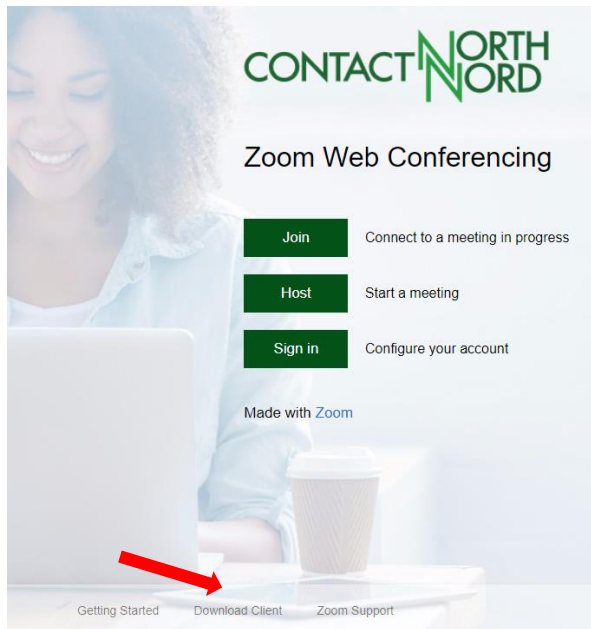 CONTACT NORTH
NORD
Zoom Web Conferencing
Join Connect to a meeting in progress
Host Start a meeting
Sign in Configure your account
Made with Zoom
Getting Started Download Client Zoom Support